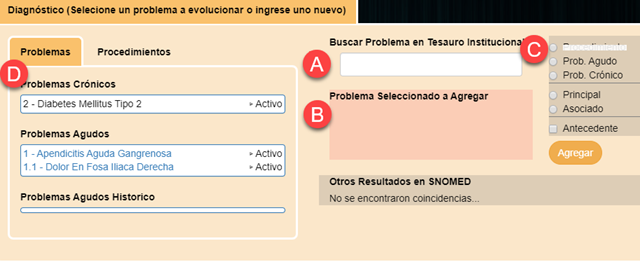 Diagnóstico (Selecione un problema a evolucionar o ingrese uno nuevo)
Problemas
Procedimientos
D
Problemas Crónicos
2 - Diabetes Mellitus Tipo 2
Activo
Problemas Agudos
1 - Apendicitis Aguda Gangrenosa
Activo
1.1 - Dolor En Fosa Iliaca Derecha
Activo
Problemas Agudos Historico
Buscar Problema en Tesauro Institucional
A
B
Problema Seleccionado a Agregar
Otros Resultados en SNOMED
No se encontraron coincidencias...
C
Prob. Agudo
Prob. Crónico
Principal
Asociado
Antecedente
Agregar